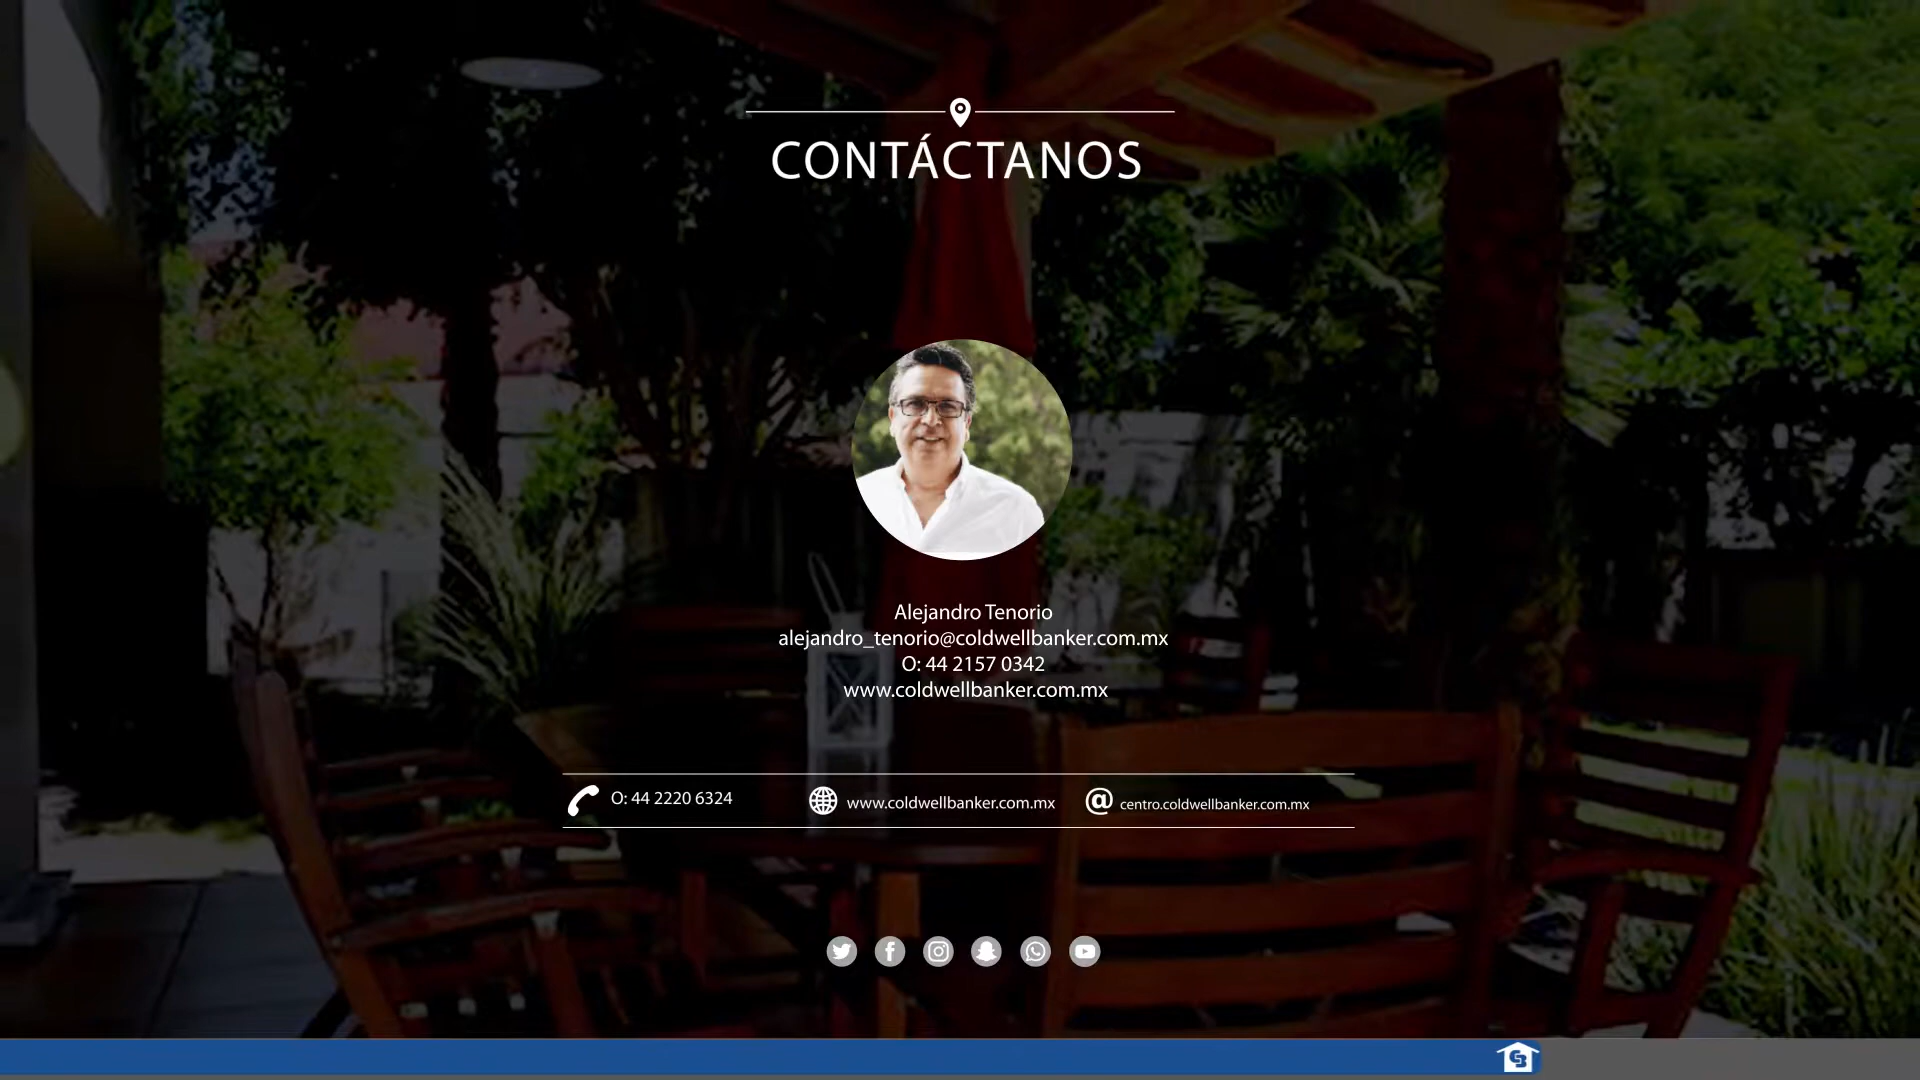 CONTÁCTANOS
Alejandro Tenorio
alejandro_tenorio@coldwellbanker.com.mx
O: 44 2157 0342
www.coldwellbanker.com.mx
O: 44 2220 6324
www.coldwellbanker.com.mx
centro.coldwellbanker.com.mx
CB